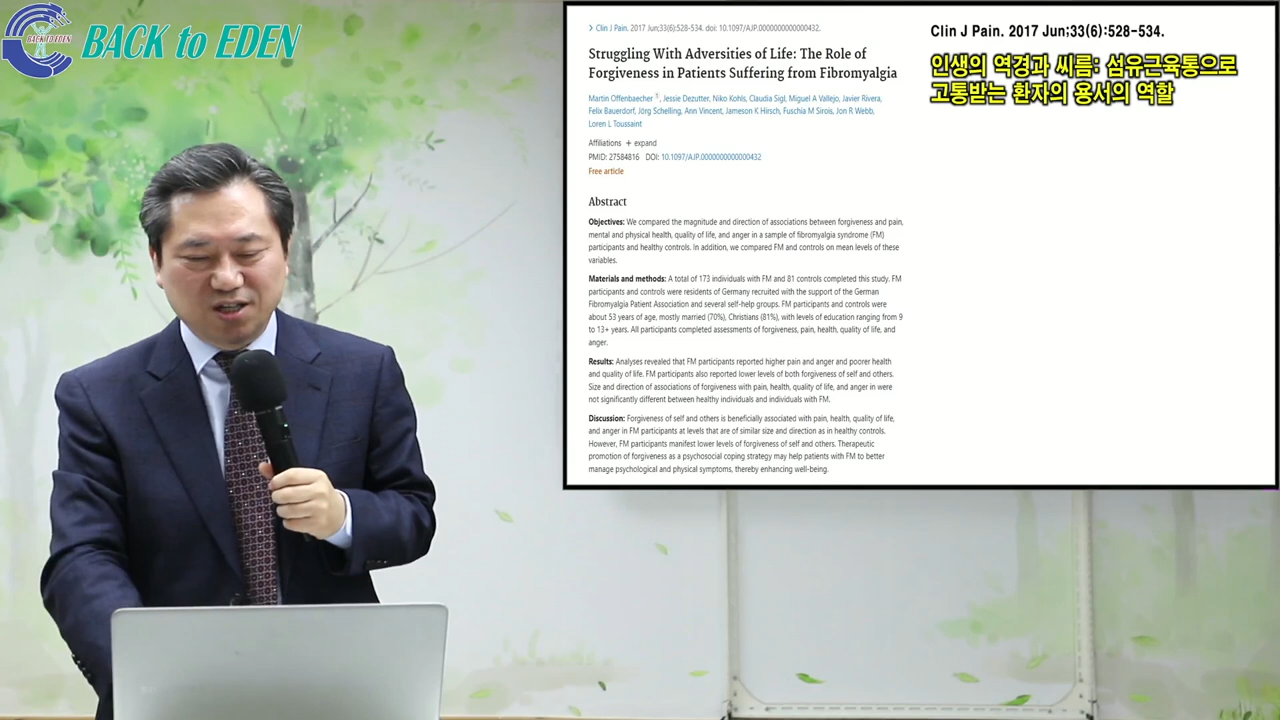 BACK to EDEN
BACK to EDEN
Clin J Pain. 2017 Jun;33(6):528-534. doi: 10.1097/AJP.0000000000000432.
Struggling With Adversities of Life: The Role of
Forgiveness in Patients Suffering from Fibromyalgia
Martin Offenbaecher 1, Jessie Dezutter, Niko Kohls, Claudia Sigl, Miguel A Vallejo, Javier Rivera,
Felix Bauerdorf, Jörg Schelling, Ann Vincent, Jameson K Hirsch, Fuschia M Sirois, Jon R Webb,
Loren L Toussaint
Affiliations + expand
PMID: 27584816 DOI: 10.1097/AJP.0000000000000432
Free article
Abstract
Objectives: We compared the magnitude and direction of associations between forgiveness and pain,
mental and physical health, quality of life, and anger in a sample of fibromyalgia syndrome (FM)
participants and healthy controls. In addition, we compared FM and controls on mean levels of these
variables.
Materials and methods: A total of 173 individuals with FM and 81 controls completed this study. FM
participants and controls were residents of Germany recruited with the support of the German
Fibromyalgia Patient Association and several self-help groups. FM participants and controls were
about 53 years of age, mostly married (70%), Christians (81%), with levels of education ranging from 9
to 13+ years. All participants completed assessments of forgiveness, pain, health, quality of life, and
anger.
Results: Analyses revealed that FM participants reported higher pain and anger and poorer health
and quality of life. FM participants also reported lower levels of both forgiveness of self and others.
Size and direction of associations of forgiveness with pain, health, quality of life, and anger in were
not significantly different between healthy individuals and individuals with FM.
Discussion: Forgiveness of self and others is beneficially associated with pain, health, quality of life,
and anger in FM participants at levels that are of similar size and direction as in healthy controls.
However, FM participants manifest lower levels of forgiveness of self and others. Therapeutic
promotion of forgiveness as a psychosocial coping strategy may help patients with FM to better
manage psychological and physical symptoms, thereby enhancing well-being.
Clin J Pain. 2017 Jun;33(6):528-534.
인생의 역경과 씨름: 섬유근육통으로
고통받는 환자의 용서의 역할